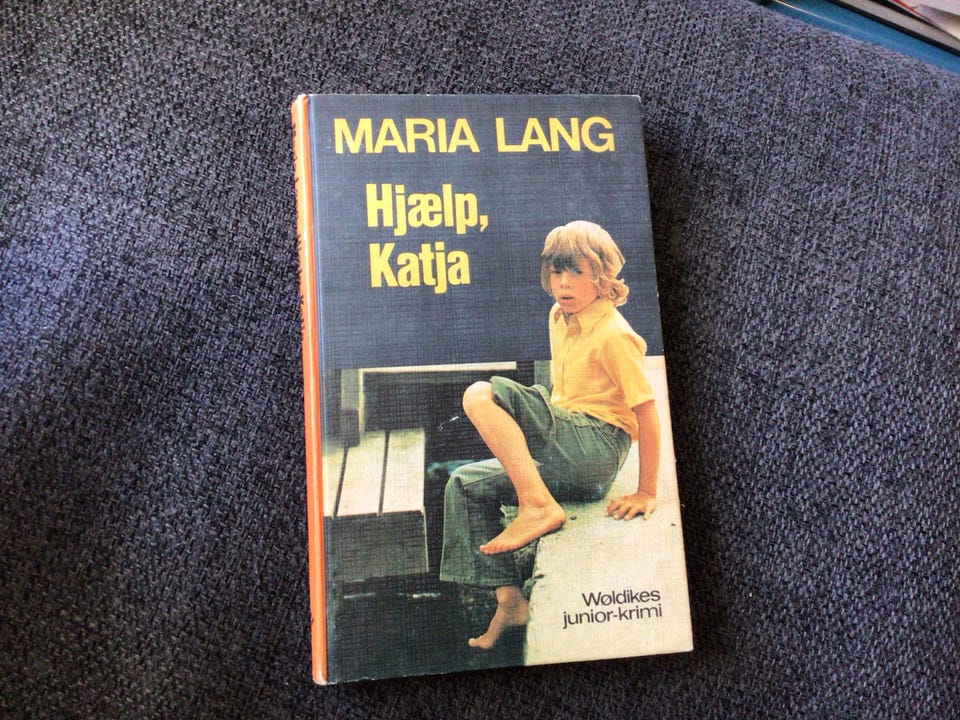 MARIA LANG
Hjælp,
Katja
Wøldikes
junior-krimi